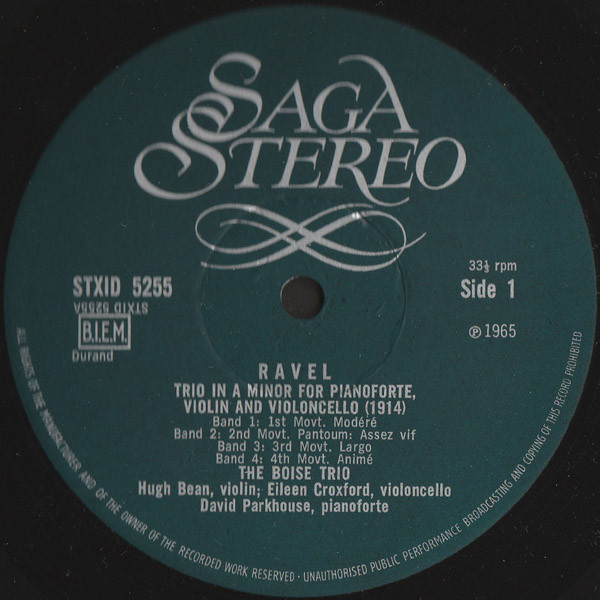 SAGA
STEREO
33⅓ rpm
STXID 5255
Side 1
STXID 5255A
B.I.E.M.
Durand
℗ 1965
RAVEL
TRIO IN A MINOR FOR PIANOFORTE,
VIOLIN AND VIOLONCELLO (1914)
Band 1: 1st Movt. Modéré
Band 2: 2nd Movt. Pantoum: Assez vif
Band 3: 3rd Movt. Largo
Band 4: 4th Movt. Animé
THE BOISE TRIO
Hugh Bean, violin; Eileen Croxford, violoncello
David Parkhouse, pianoforte
ALL RIGHTS OF THE MANUFACTURER AND OF THE OWNER OF THE RECORDED WORK RESERVED · UNAUTHORISED PUBLIC PERFORMANCE BROADCASTING AND COPYING OF THIS RECORD PROHIBITED